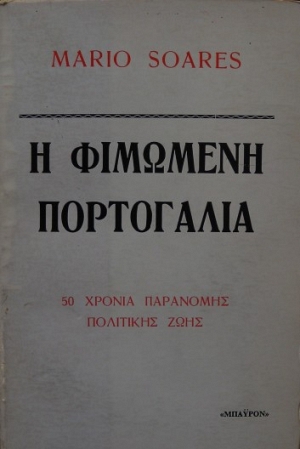 MARIO SOARES
Η ΦΙΜΩΜΕΝΗ
ΠΟΡΤΟΓΑΛΙΑ
50 ΧΡΟΝΙΑ ΠΑΡΑΝΟΜΗΣ
ΠΟΛΙΤΙΚΗΣ ΖΩΗΣ
«ΜΠΑΫΡΟΝ»